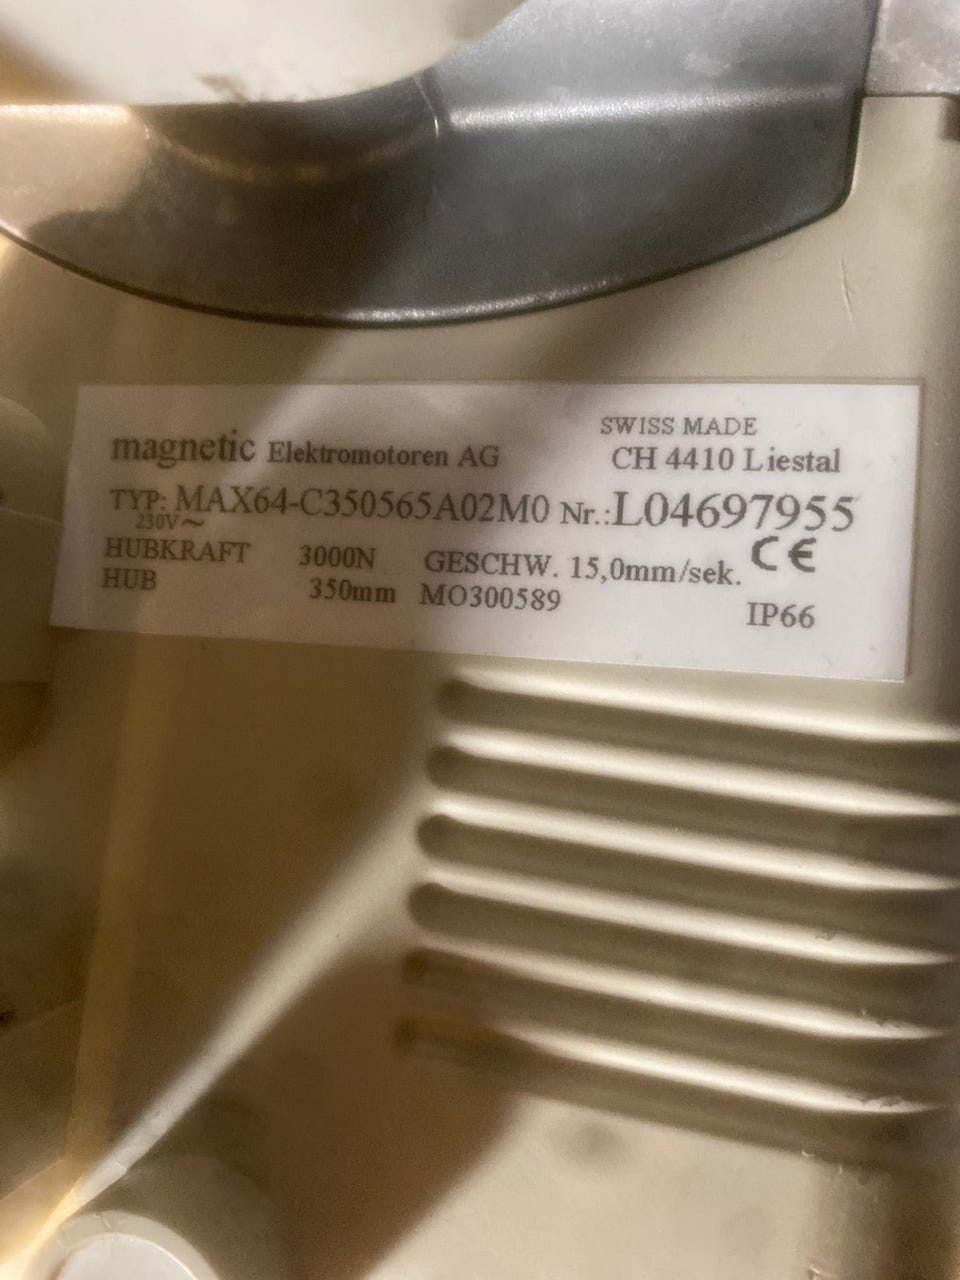 magnetic Elektromotoren AG
SWISS MADE
CH 4410 Liestal
TYP: MAX64-C350565A02M0 Nr.:L04697955
230V~
HUBKRAFT 3000N GESCHW. 15,0mm/sek. CE
HUB 350mm MO300589 IP66